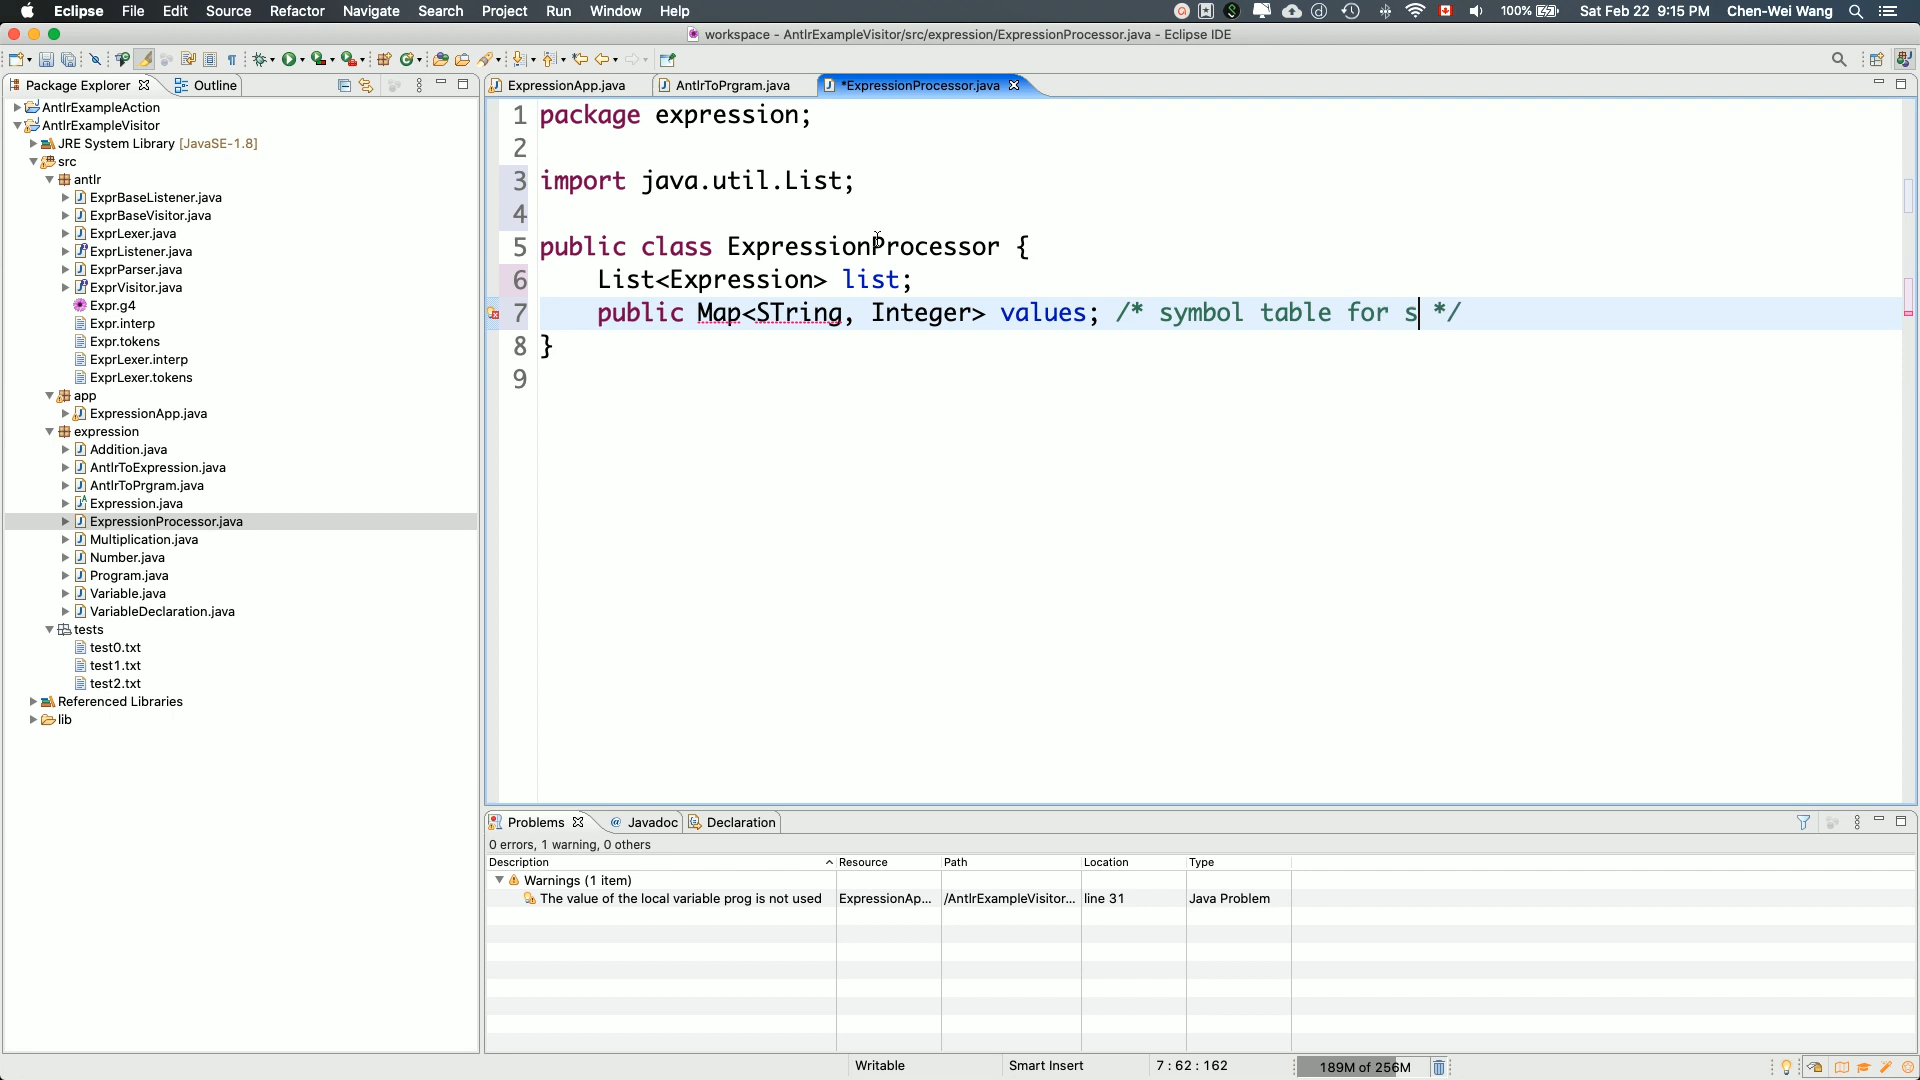 Eclipse File Edit Source Refactor Navigate Search Project Run Window Help 100% Sat Feb 22 9:15 PM Chen-Wei Wang
workspace - AntlrExampleVisitor/src/expression/ExpressionProcessor.java - Eclipse IDE
Package Explorer Outline
AntlrExampleAction
AntlrExampleVisitor
JRE System Library [JavaSE-1.8]
src
antlr
ExprBaseListener.java
ExprBaseVisitor.java
ExprLexer.java
ExprListener.java
ExprParser.java
ExprVisitor.java
Expr.g4
Expr.interp
Expr.tokens
ExprLexer.interp
ExprLexer.tokens
app
ExpressionApp.java
expression
Addition.java
AntlrToExpression.java
AntlrToPrgram.java
Expression.java
ExpressionProcessor.java
Multiplication.java
Number.java
Program.java
Variable.java
VariableDeclaration.java
tests
test0.txt
test1.txt
test2.txt
Referenced Libraries
lib
ExpressionApp.java AntlrToPrgram.java *ExpressionProcessor.java
1 package expression;
2
3 import java.util.List;
4
5 public class ExpressionProcessor {
6 List<Expression> list;
7 public Map<STring, Integer> values; /* symbol table for s */
8 }
9
Problems Javadoc Declaration
0 errors, 1 warning, 0 others
Description Resource Path Location Type
Warnings (1 item)
The value of the local variable prog is not used ExpressionAp... /AntlrExampleVisitor... line 31 Java Problem
Writable Smart Insert 7 : 62 : 162 189M of 256M